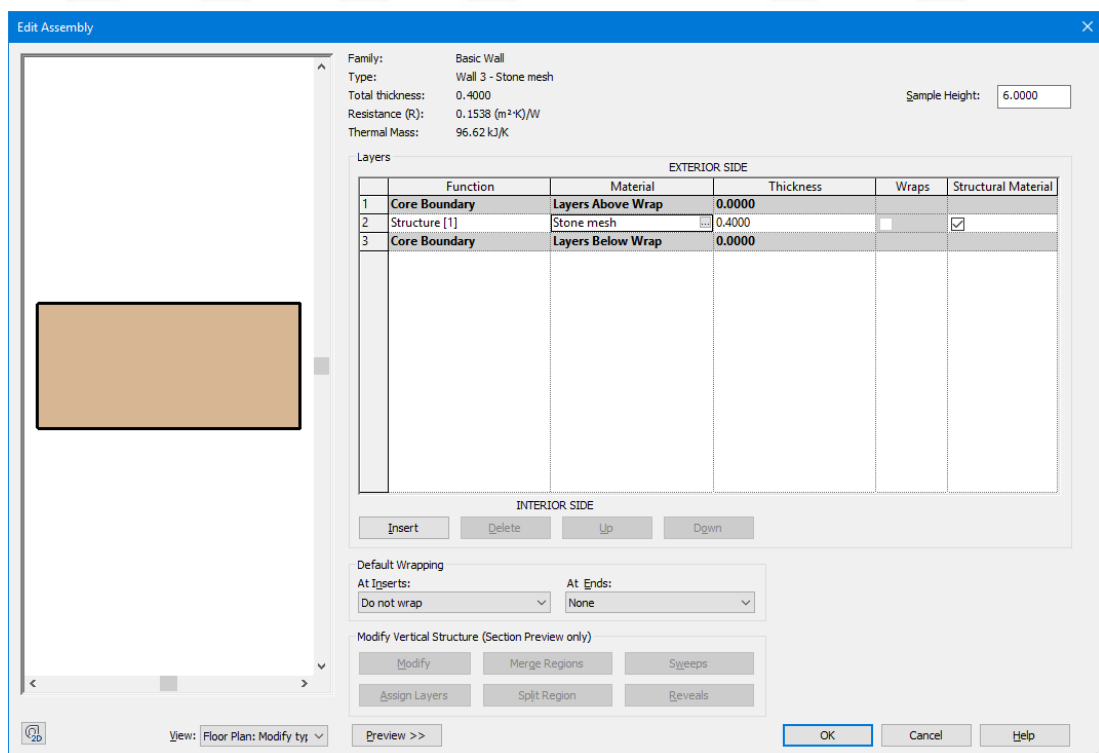 Edit Assembly
Family: Basic Wall
Type: Wall 3 - Stone mesh
Total thickness: 0.4000
Resistance (R): 0.1538 (m²·K)/W
Thermal Mass: 96.62 kJ/K
Sample Height: 6.0000
Layers
EXTERIOR SIDE
Function Material Thickness Wraps Structural Material
1 Core Boundary Layers Above Wrap 0.0000
2 Structure [1] Stone mesh ... 0.4000
3 Core Boundary Layers Below Wrap 0.0000
INTERIOR SIDE
Insert Delete Up Down
Default Wrapping
At Inserts: At Ends:
Do not wrap None
Modify Vertical Structure (Section Preview only)
Modify Merge Regions Sweeps
Assign Layers Split Region Reveals
2D View: Floor Plan: Modify typ Preview >> OK Cancel Help